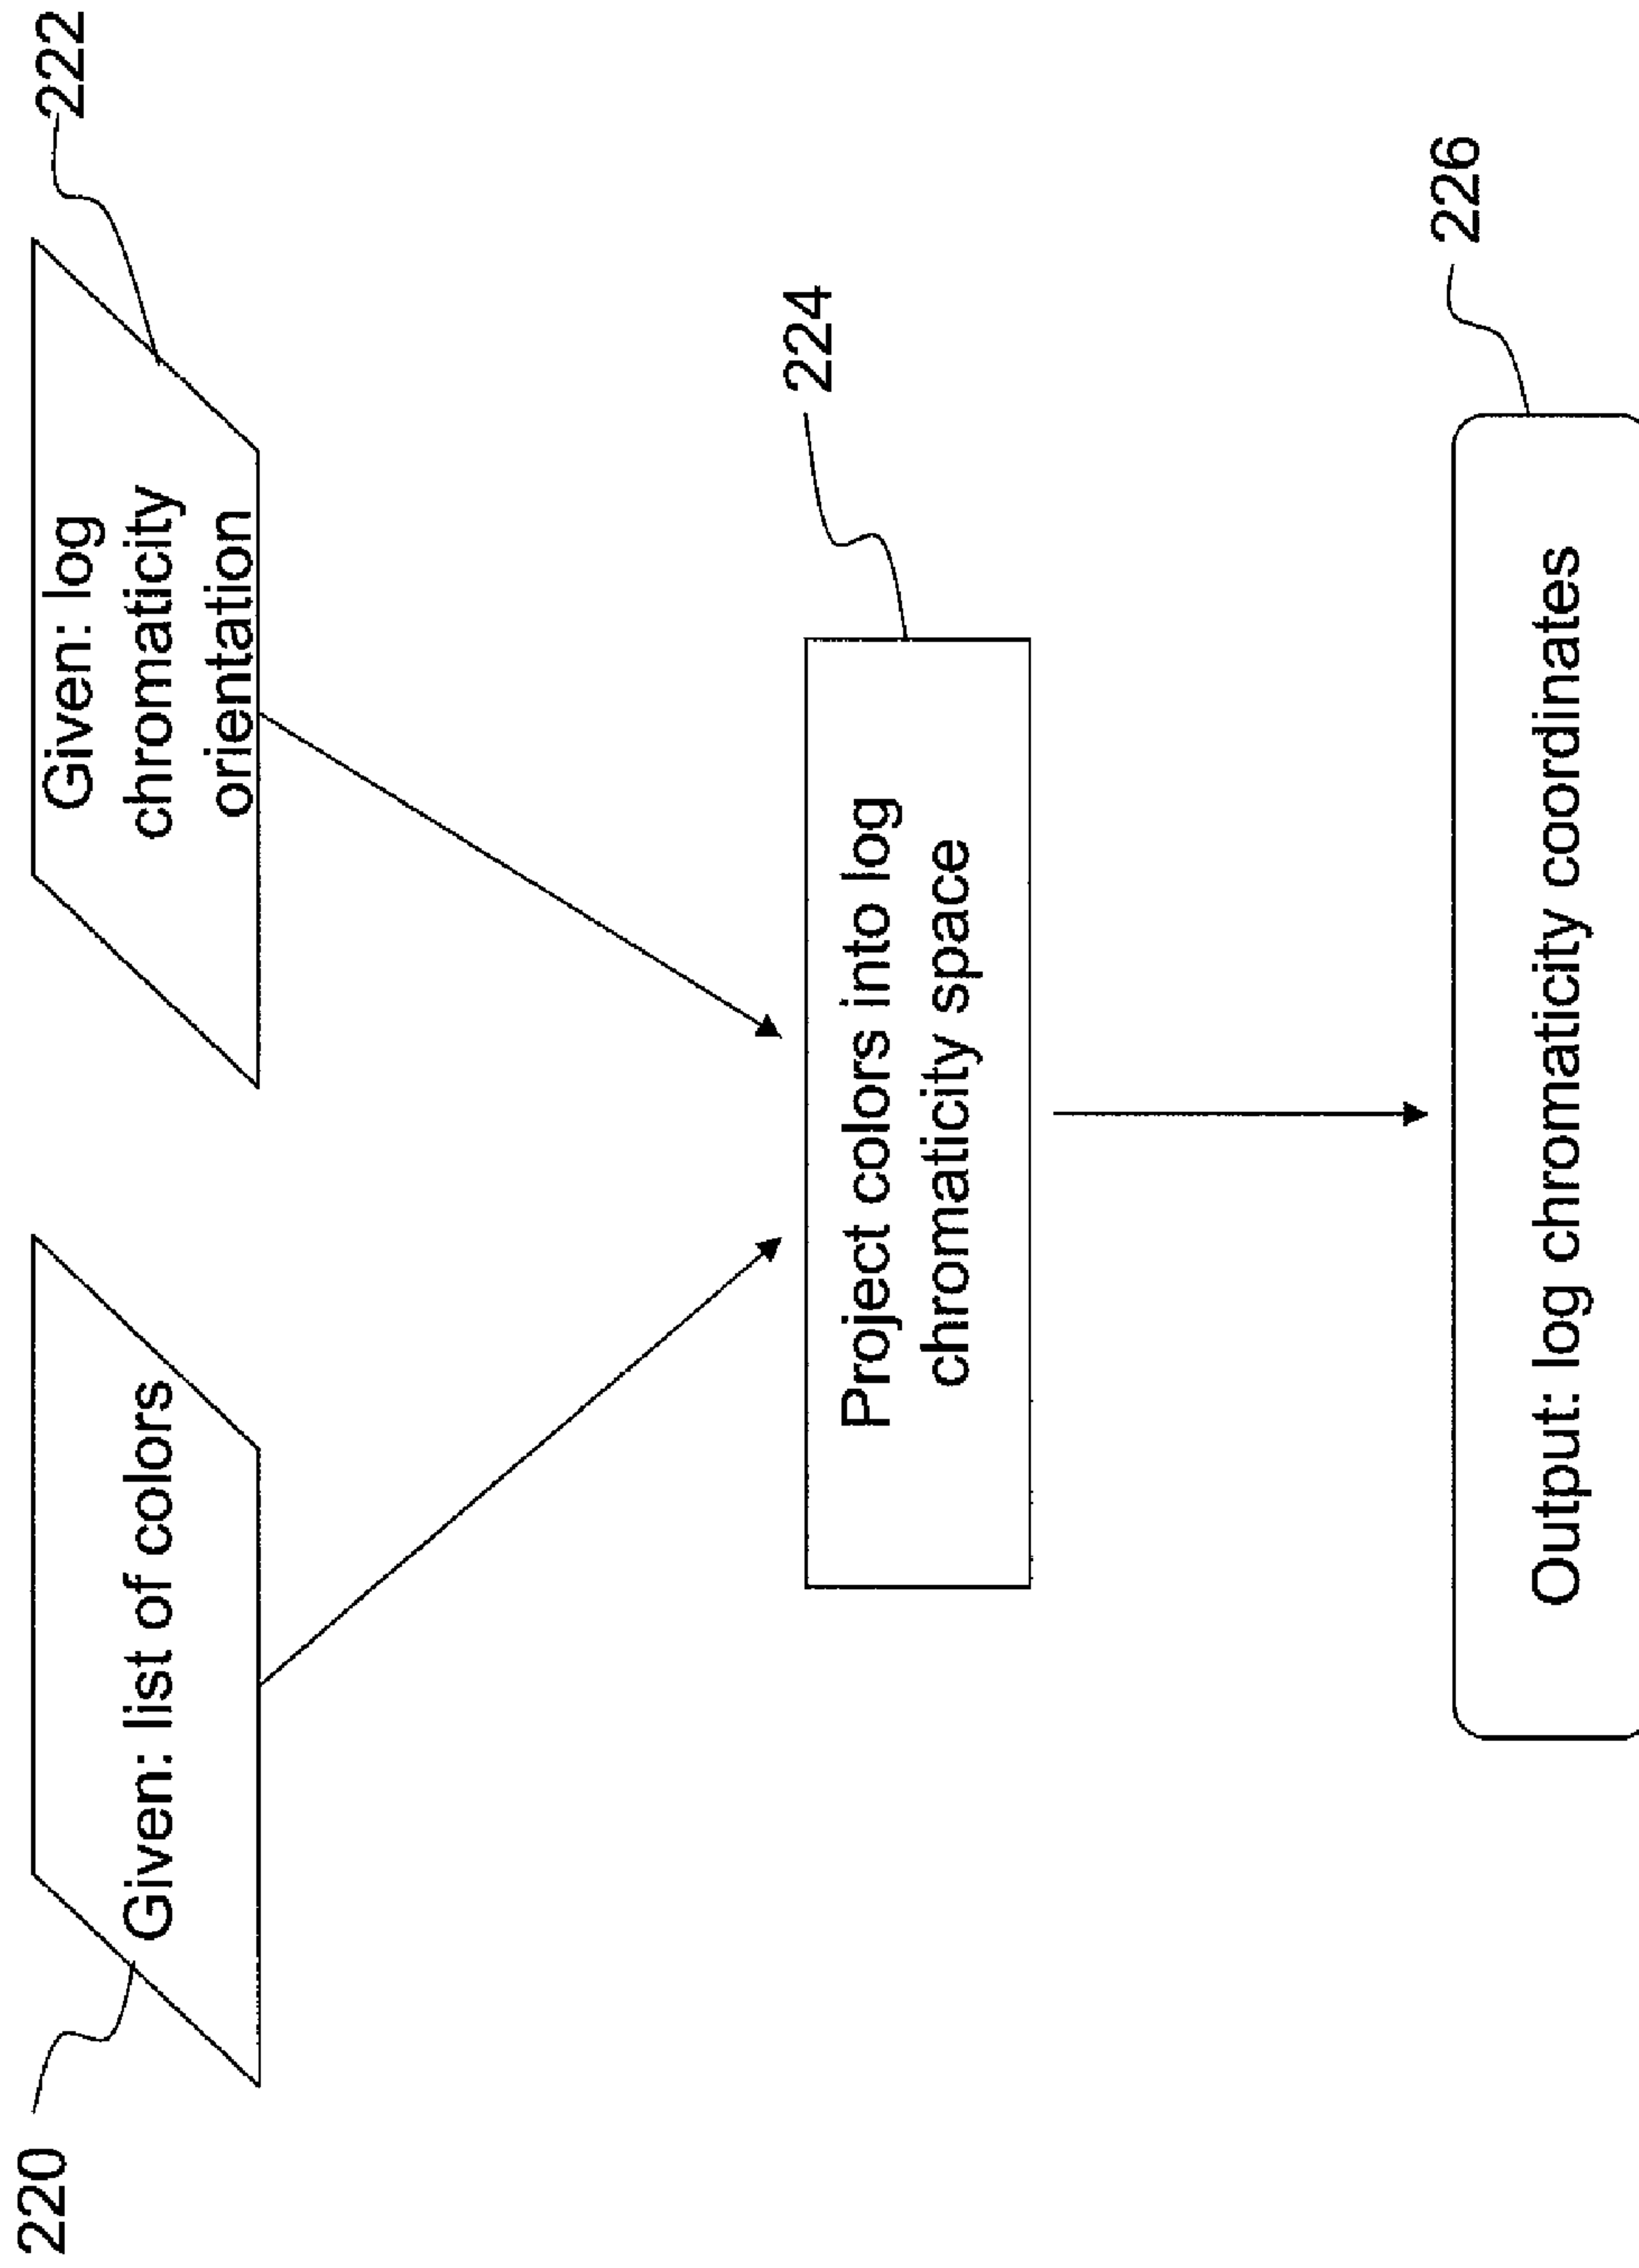 220
Given: list of colors
Given: log
chromaticity
orientation
222
Project colors into log
chromaticity space
224
Output: log chromaticity coordinates
226